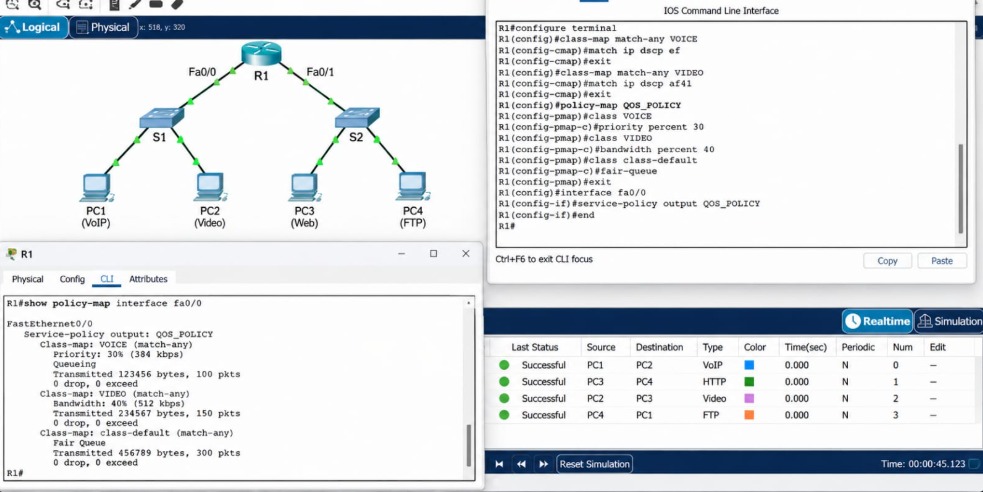 Logical
Physical
x: 518, y: 320
Fa0/0
Fa0/1
R1
S1
S2
PC1
(VoIP)
PC2
(Video)
PC3
(Web)
PC4
(FTP)
IOS Command Line Interface
R1#configure terminal
R1(config)#class-map match-any VOICE
R1(config-cmap)#match ip dscp ef
R1(config-cmap)#exit
R1(config)#class-map match-any VIDEO
R1(config-cmap)#match ip dscp af41
R1(config-cmap)#exit
R1(config)#policy-map QOS_POLICY
R1(config-pmap)#class VOICE
R1(config-pmap-c)#priority percent 30
R1(config-pmap)#class VIDEO
R1(config-pmap-c)#bandwidth percent 40
R1(config-pmap)#class class-default
R1(config-pmap-c)#fair-queue
R1(config-pmap)#exit
R1(config)#interface fa0/0
R1(config-if)#service-policy output QOS_POLICY
R1(config-if)#end
R1#
Ctrl+F6 to exit CLI focus
Copy
Paste
R1
Physical Config CLI Attributes
R1#show policy-map interface fa0/0
FastEthernet0/0
Service-policy output: QOS_POLICY
Class-map: VOICE (match-any)
Priority: 30% (384 kbps)
Queueing
Transmitted 123456 bytes, 100 pkts
0 drop, 0 exceed
Class-map: VIDEO (match-any)
Bandwidth: 40% (512 kbps)
Transmitted 234567 bytes, 150 pkts
0 drop, 0 exceed
Class-map: class-default (match-any)
Fair Queue
Transmitted 456789 bytes, 300 pkts
0 drop, 0 exceed
R1#
Realtime
Simulation
Last Status Source Destination Type Color Time(sec) Periodic Num Edit
Successful PC1 PC2 VoIP 0.000 N 0 –
Successful PC3 PC4 HTTP 0.000 N 1 –
Successful PC2 PC3 Video 0.000 N 2 –
Successful PC4 PC1 FTP 0.000 N 3 –
Reset Simulation
Time: 00:00:45.123